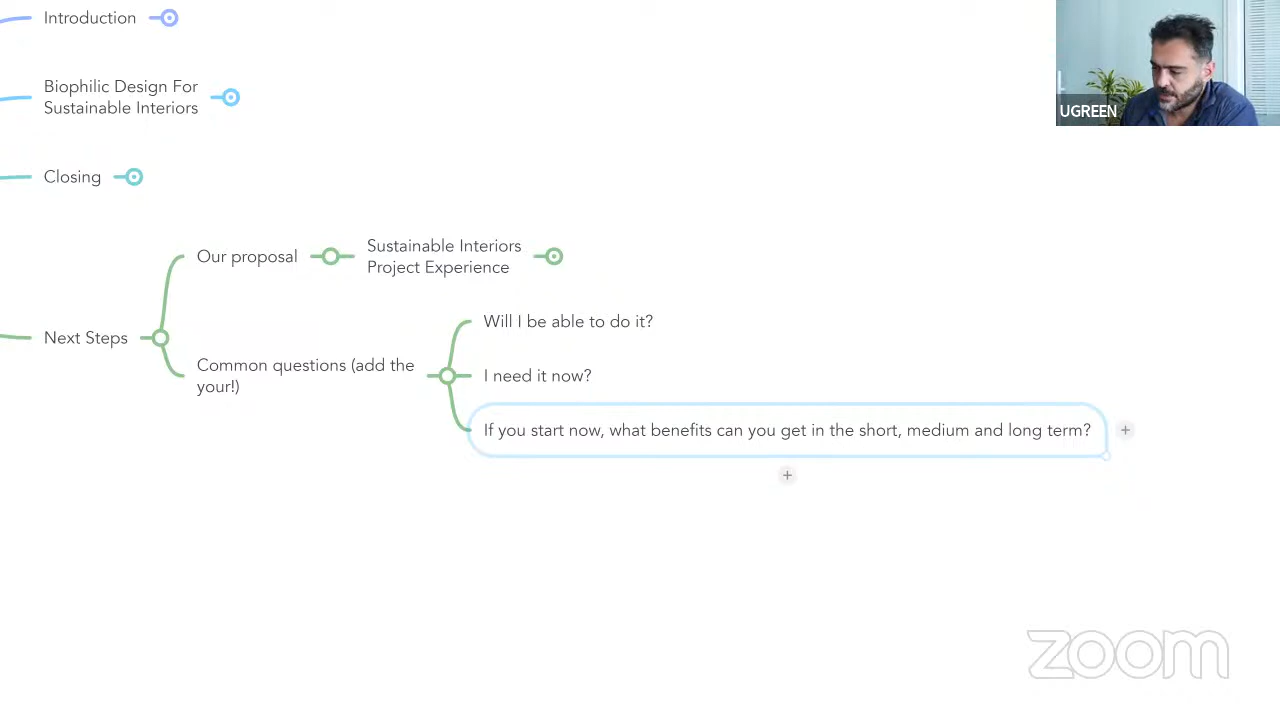 Introduction
UGREEN
Biophilic Design For
Sustainable Interiors
Closing
Our proposal
Sustainable Interiors
Project Experience
Next Steps
Common questions (add the
your!)
Will I be able to do it?
I need it now?
If you start now, what benefits can you get in the short, medium and long term?
zoom